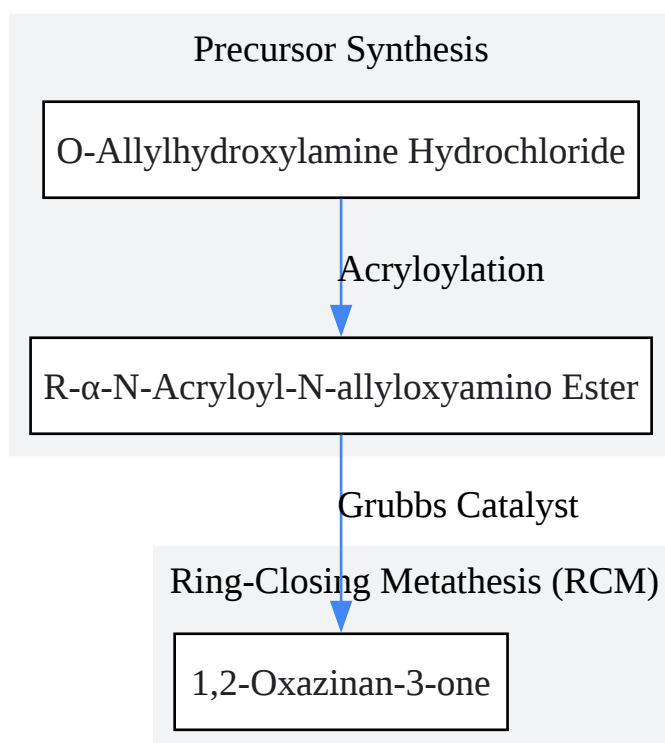 Precursor Synthesis
O-Allylhydroxylamine Hydrochloride
Acryloylation
R-α-N-Acryloyl-N-allyloxyamino Ester
Grubbs Catalyst
Ring-Closing Metathesis (RCM)
1,2-Oxazinan-3-one